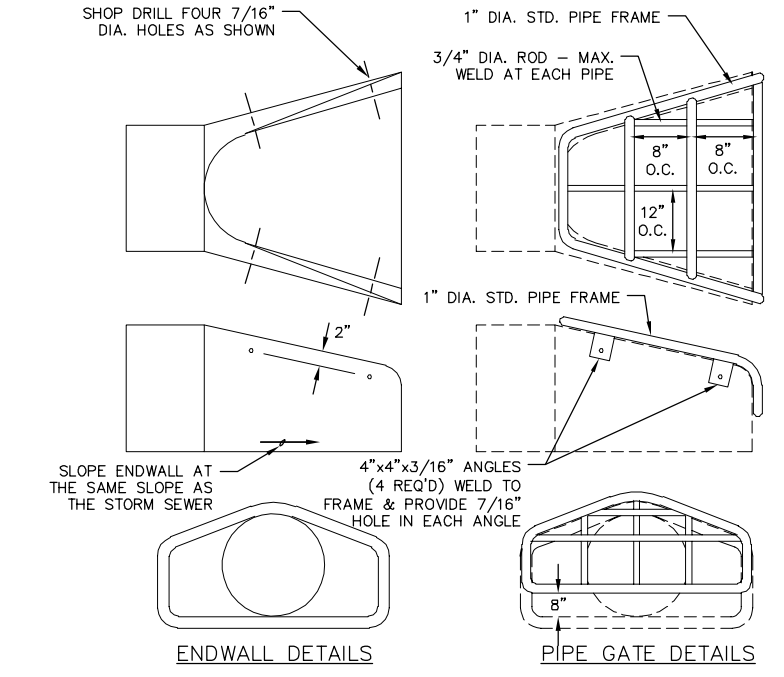 SHOP DRILL FOUR 7/16"
DIA. HOLES AS SHOWN
1" DIA. STD. PIPE FRAME
3/4" DIA. ROD – MAX.
WELD AT EACH PIPE
8"
O.C.
8"
O.C.
12"
O.C.
1" DIA. STD. PIPE FRAME
2"
SLOPE ENDWALL AT
THE SAME SLOPE AS
THE STORM SEWER
4"x4"x3/16" ANGLES
(4 REQ'D) WELD TO
FRAME & PROVIDE 7/16"
HOLE IN EACH ANGLE
8"
ENDWALL DETAILS
PIPE GATE DETAILS